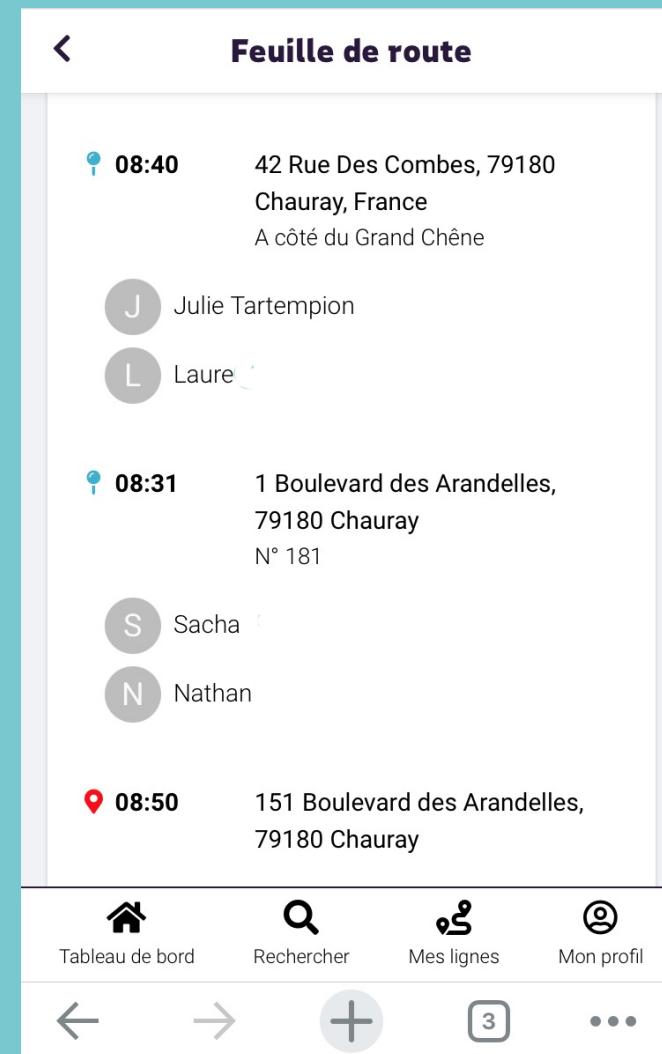 Feuille de route
08:40
42 Rue Des Combes, 79180
Chauray, France
A côté du Grand Chêne
J Julie Tartempion
L Laure
08:31
1 Boulevard des Arandelles,
79180 Chauray
N° 181
S Sacha
N Nathan
08:50
151 Boulevard des Arandelles,
79180 Chauray
Tableau de bord
Rechercher
Mes lignes
Mon profil
3